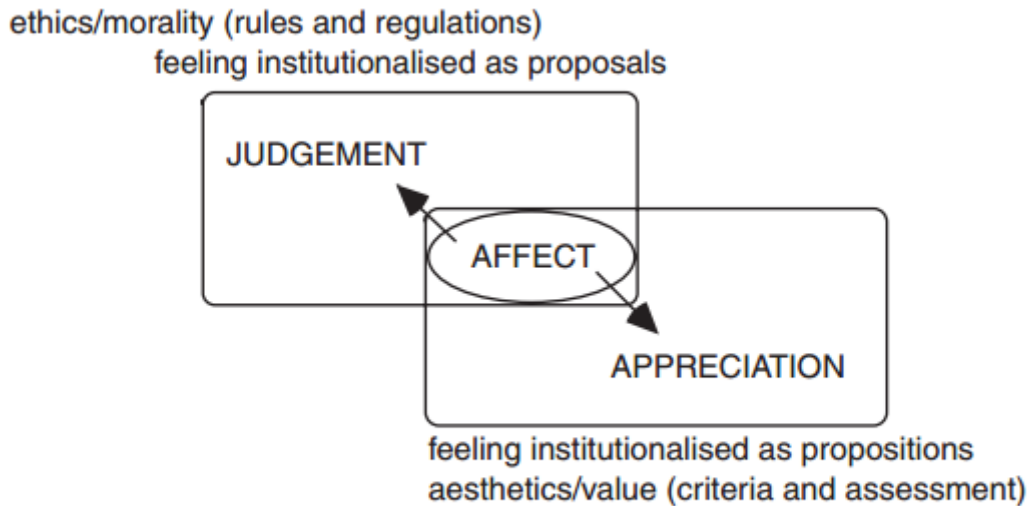 ethics/morality (rules and regulations)
feeling institutionalised as proposals
JUDGEMENT
AFFECT
APPRECIATION
feeling institutionalised as propositions
aesthetics/value (criteria and assessment)